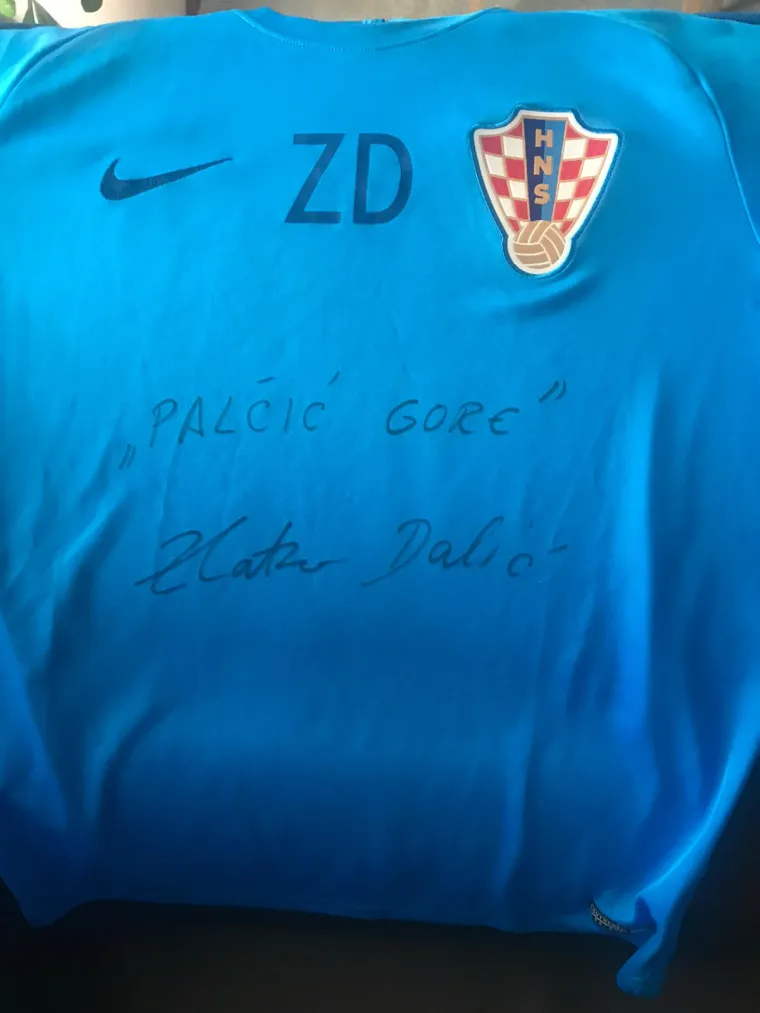 ZD
HNS
„PALČIĆ GORE”
Zlatko Dalić